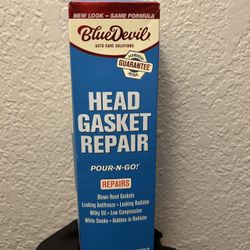 NEW LOOK – SAME FORMULA
BlueDevil
AUTO CARE SOLUTIONS
GUARANTEE
HEAD
GASKET
REPAIR
POUR-N-GO!
REPAIRS
Blown Head Gaskets
Leaking Antifreeze • Leaking Radiator
Milky Oil • Low Compression
White Smoke • Bubbles in Radiator